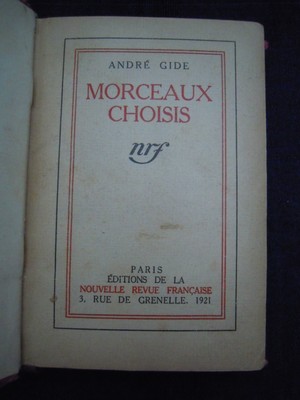 ANDRÉ GIDE
MORCEAUX
CHOISIS
nrf
PARIS
ÉDITIONS DE LA
NOUVELLE REVUE FRANÇAISE
3, RUE DE GRENELLE. 1921